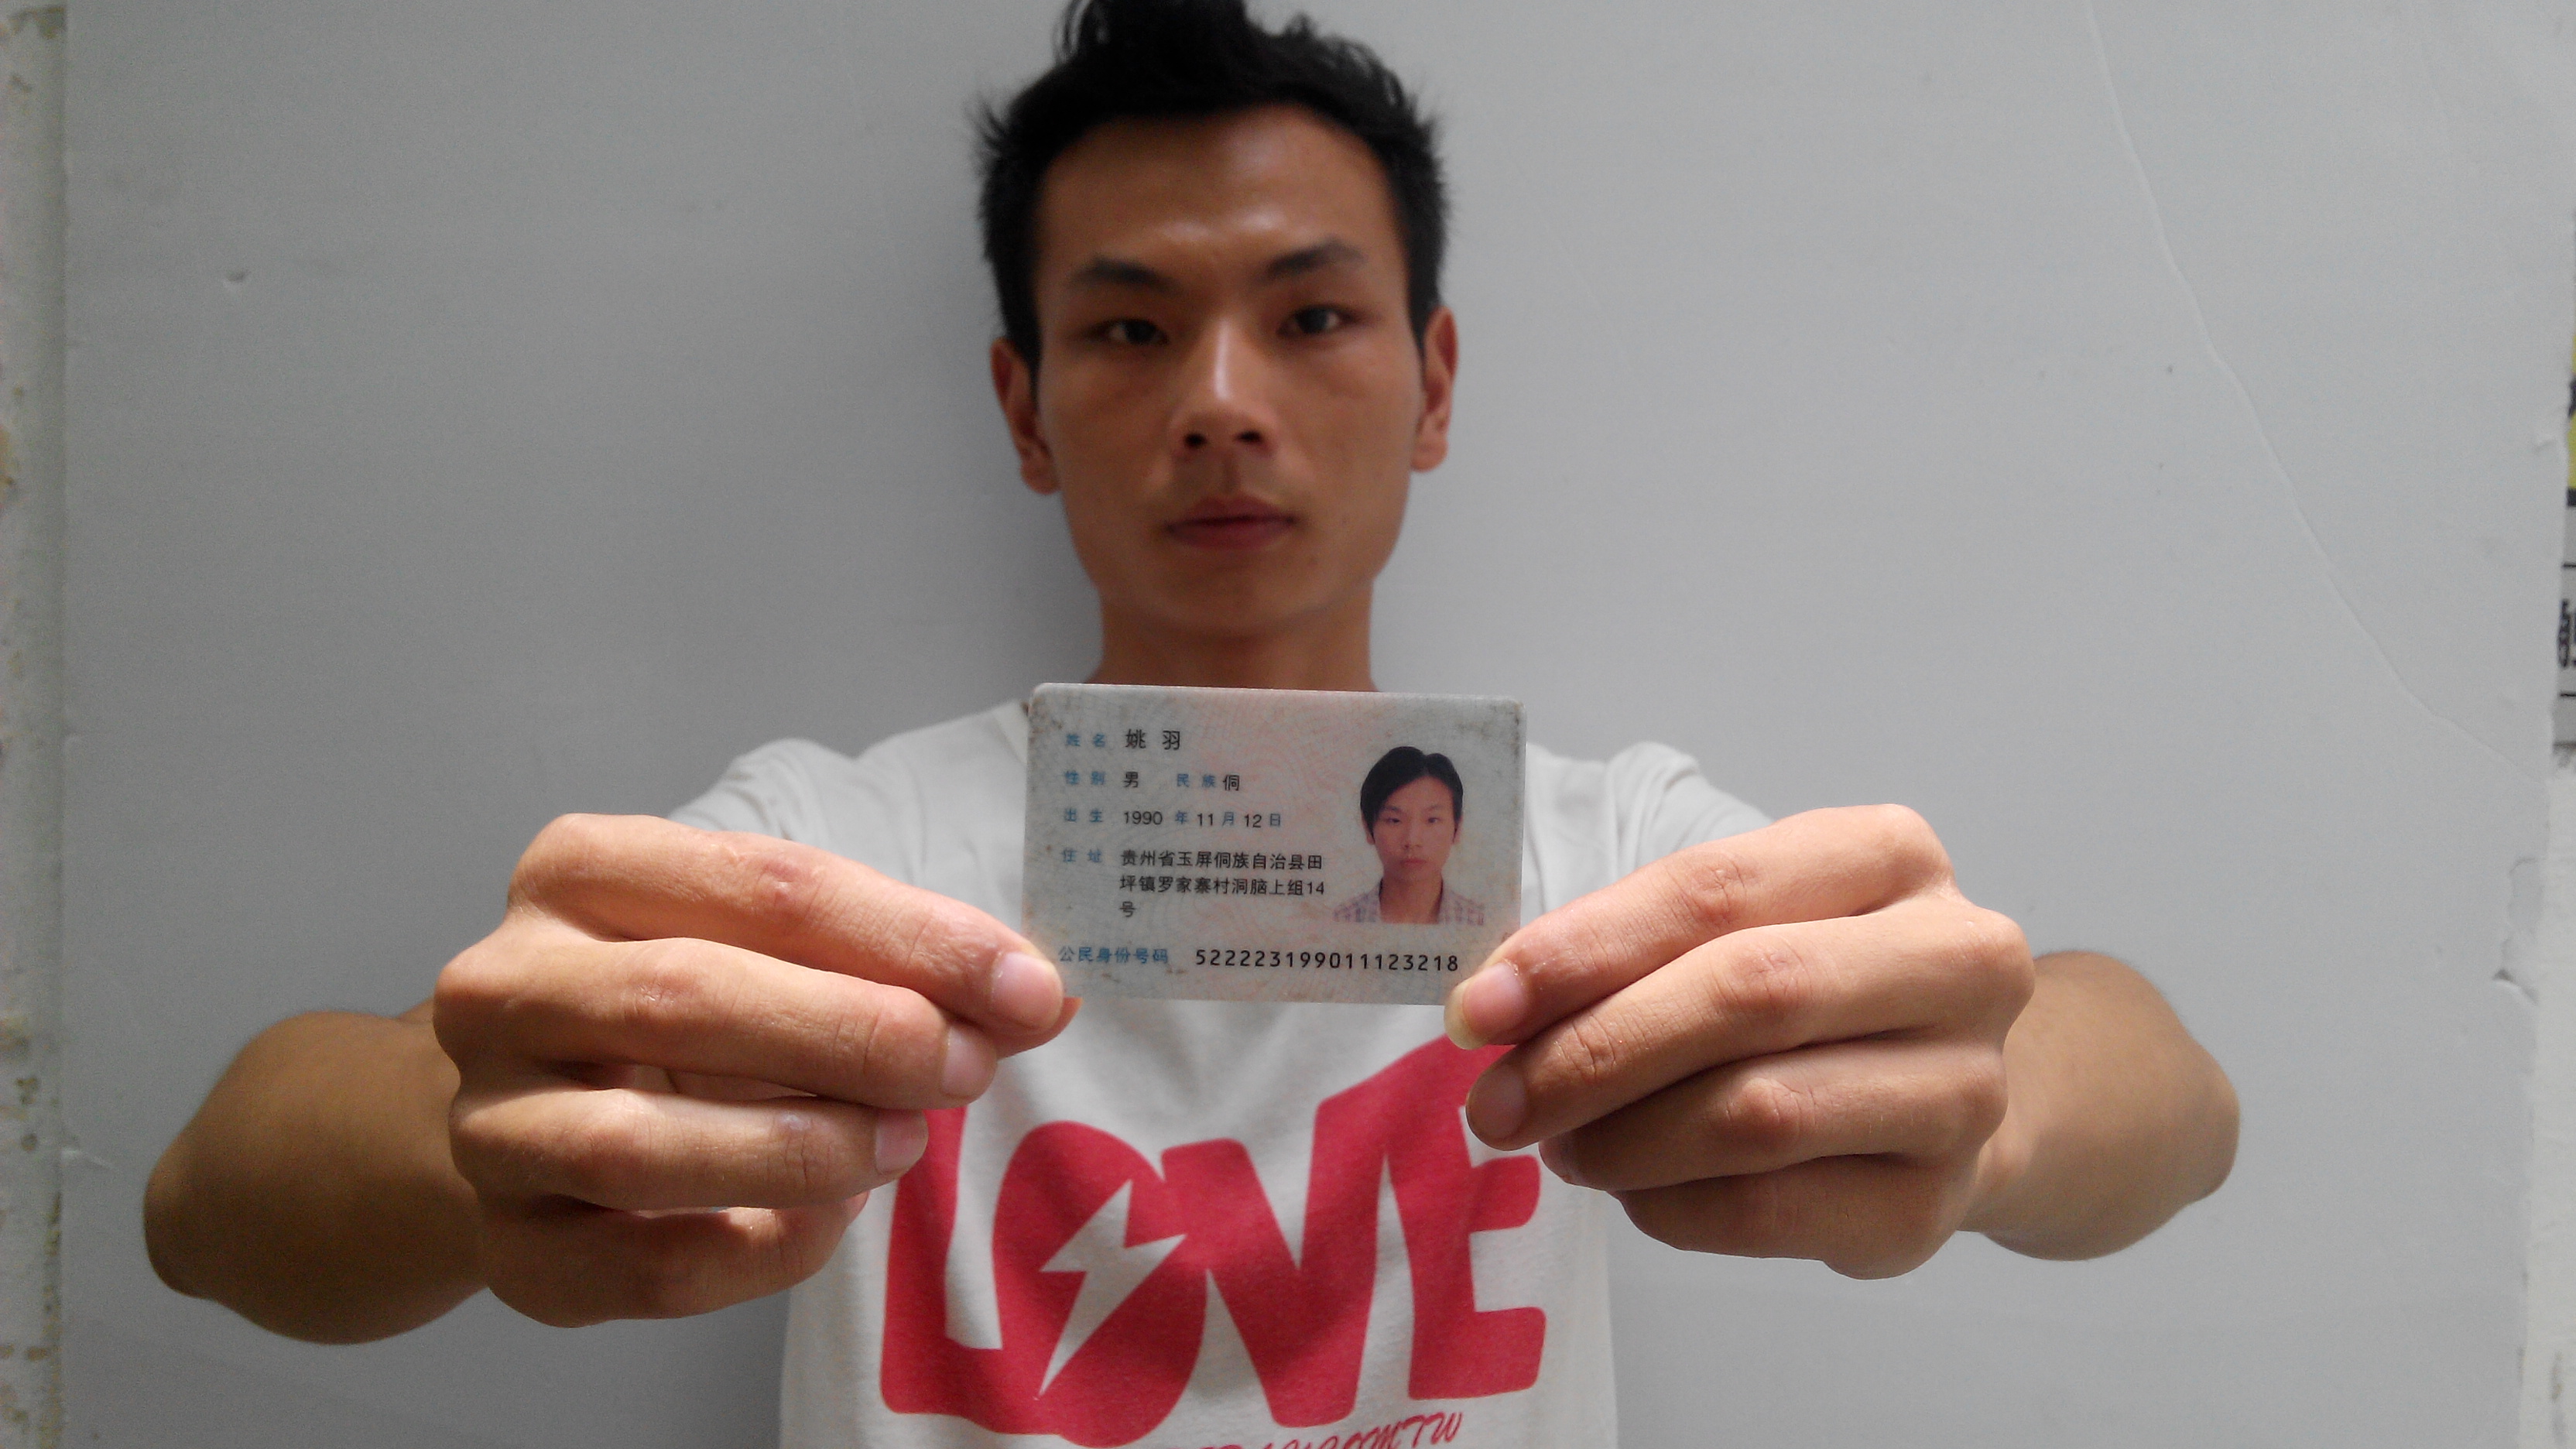 姓名 姚羽
性别 男 民族 侗
出生 1990 年 11 月 12 日
住址 贵州省玉屏侗族自治县田
坪镇罗家寨村洞脑上组14
号
公民身份号码 522223199011123218
LOVE